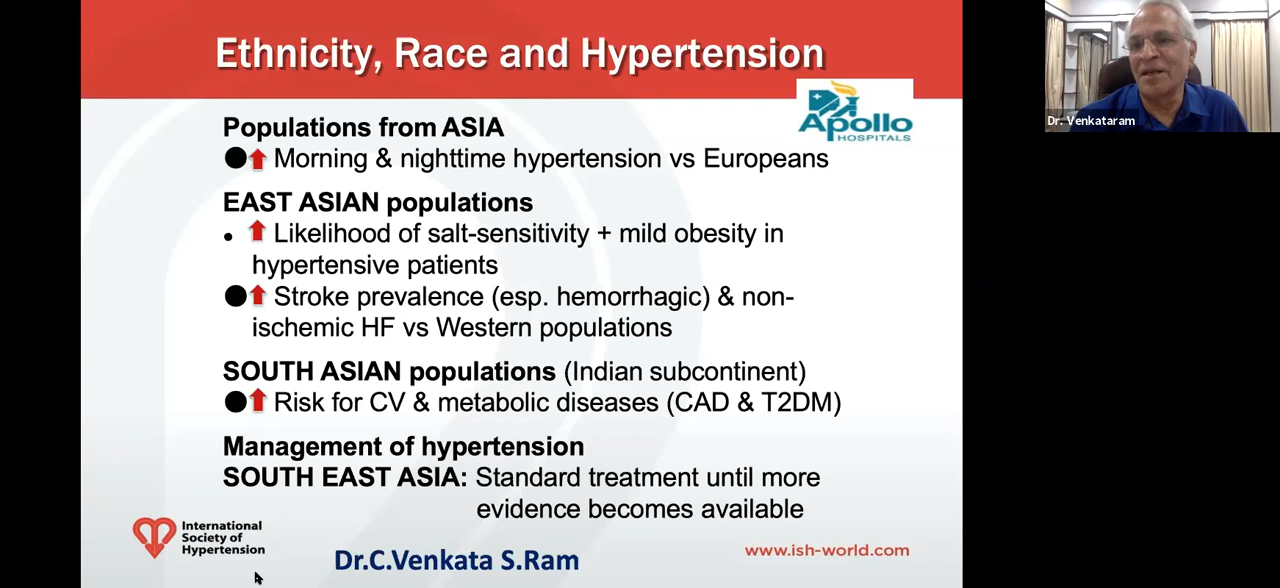 Ethnicity, Race and Hypertension
Apollo
HOSPITALS
Dr. Venkataram
Populations from ASIA
Morning & nighttime hypertension vs Europeans
EAST ASIAN populations
• Likelihood of salt-sensitivity + mild obesity in
hypertensive patients
Stroke prevalence (esp. hemorrhagic) & non-
ischemic HF vs Western populations
SOUTH ASIAN populations (Indian subcontinent)
Risk for CV & metabolic diseases (CAD & T2DM)
Management of hypertension
SOUTH EAST ASIA: Standard treatment until more
evidence becomes available
International
Society of
Hypertension
Dr.C.Venkata S.Ram
www.ish-world.com